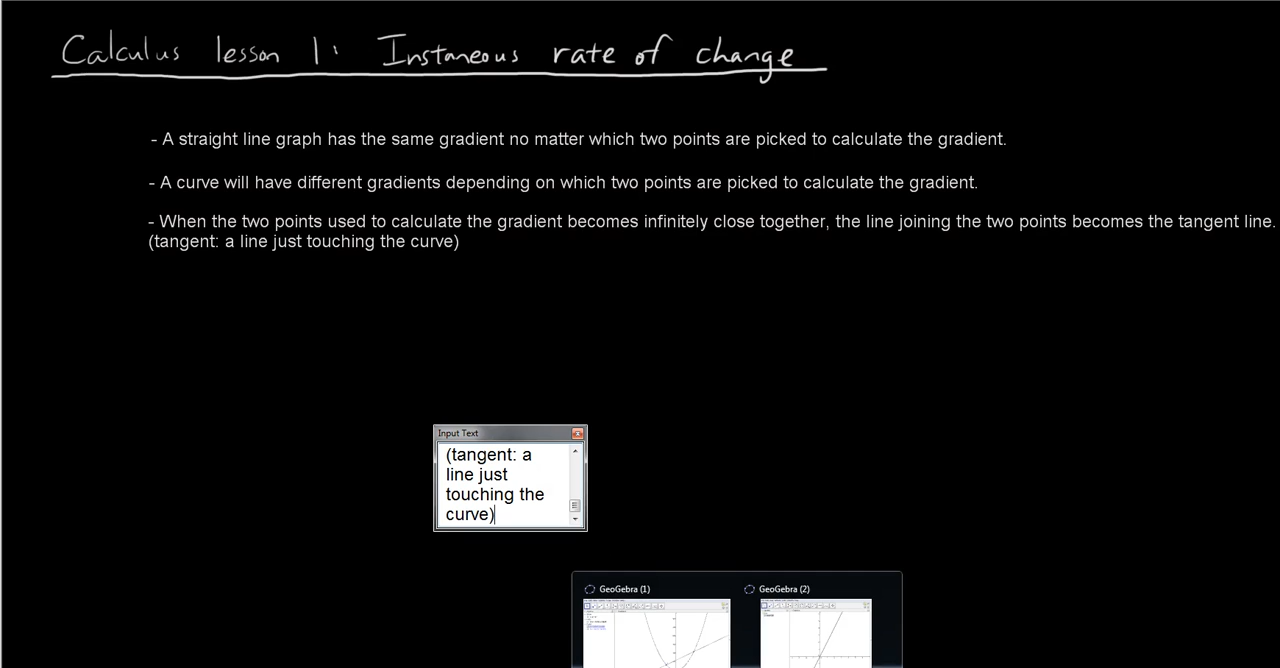 Calculus lesson 1: Instaneous rate of change
- A straight line graph has the same gradient no matter which two points are picked to calculate the gradient.
- A curve will have different gradients depending on which two points are picked to calculate the gradient.
- When the two points used to calculate the gradient becomes infinitely close together, the line joining the two points becomes the tangent line.
(tangent: a line just touching the curve)
Input Text
(tangent: a
line just
touching the
curve)
GeoGebra (1)
GeoGebra (2)